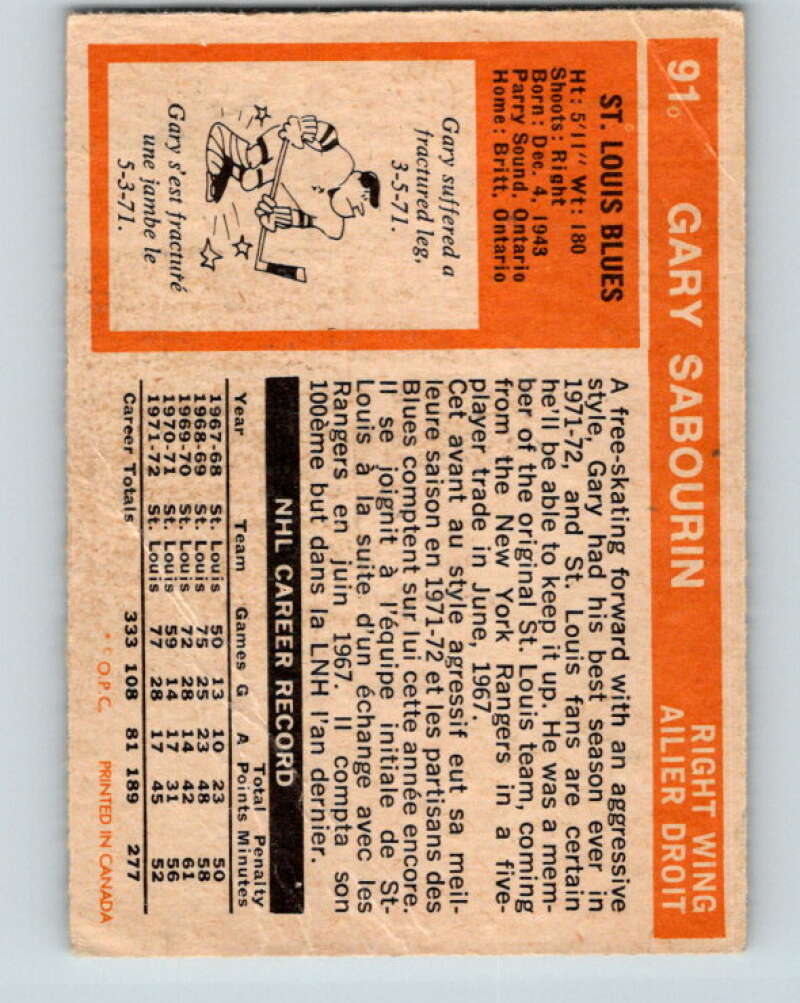 91.
GARY SABOURIN
RIGHT WING
AILIER DROIT
ST. LOUIS BLUES
Ht: 5'11" Wt: 180
Shoots: Right
Born: Dec. 4, 1943
Parry Sound, Ontario
Home: Britt, Ontario
Gary suffered a
fractured leg,
3-5-71.
Gary s'est fracturé
une jambe le
5-3-71.
A free-skating forward with an aggressive
style, Gary had his best season ever in
1971-72, and St. Louis fans are certain
he'll be able to keep it up. He was a mem-
ber of the original St. Louis team, coming
from the New York Rangers in a five-
player trade in June, 1967.
Cet avant au style agressif eut sa meil-
leure saison en 1971-72 et les partisans des
Blues comptent sur lui cette année encore.
Il se joignit à l'équipe initiale de St-
Louis à la suite d'un échange avec les
Rangers en juin 1967. Il compta son
100ème but dans la LNH l'an dernier.
NHL CAREER RECORD
Total Penalty
Year Team Games G A Points Minutes
1967-68 St. Louis 50 13 10 23 50
1968-69 St. Louis 75 25 23 48 58
1969-70 St. Louis 72 28 14 42 61
1970-71 St. Louis 59 14 17 31 56
1971-72 St. Louis 77 28 17 45 52
Career Totals 333 108 81 189 277
* © O.P.C. PRINTED IN CANADA